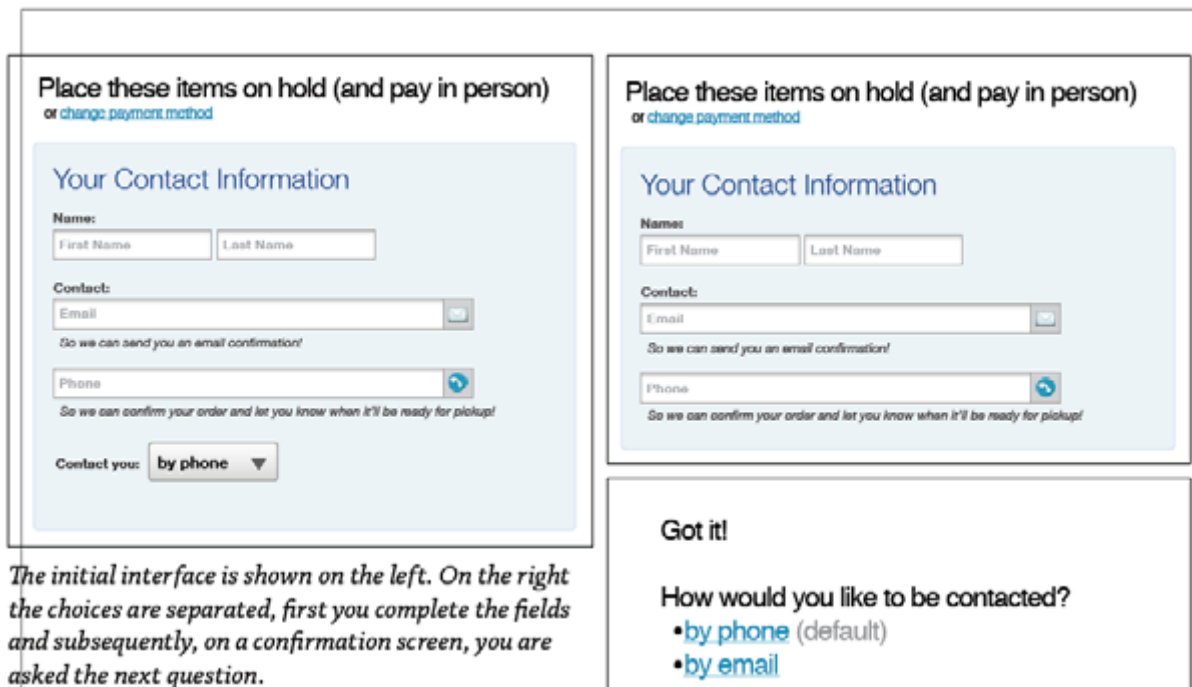 Place these items on hold (and pay in person)
or change payment method
Your Contact Information
Name:
First Name Last Name
Contact:
Email
So we can send you an email confirmation!
Phone
So we can confirm your order and let you know when it'll be ready for pickup!
Contact you: by phone
The initial interface is shown on the left. On the right
the choices are separated, first you complete the fields
and subsequently, on a confirmation screen, you are
asked the next question.
Place these items on hold (and pay in person)
or change payment method
Your Contact Information
Name:
First Name Last Name
Contact:
Email
So we can send you an email confirmation!
Phone
So we can confirm your order and let you know when it'll be ready for pickup!
Got it!
How would you like to be contacted?
•by phone (default)
•by email